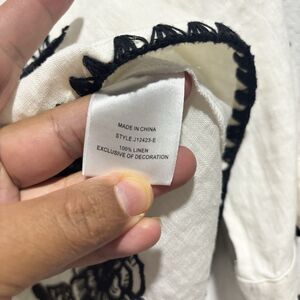 MADE IN CHINA
STYLE J12423-E
100% LINEN
EXCLUSIVE OF DECORATION